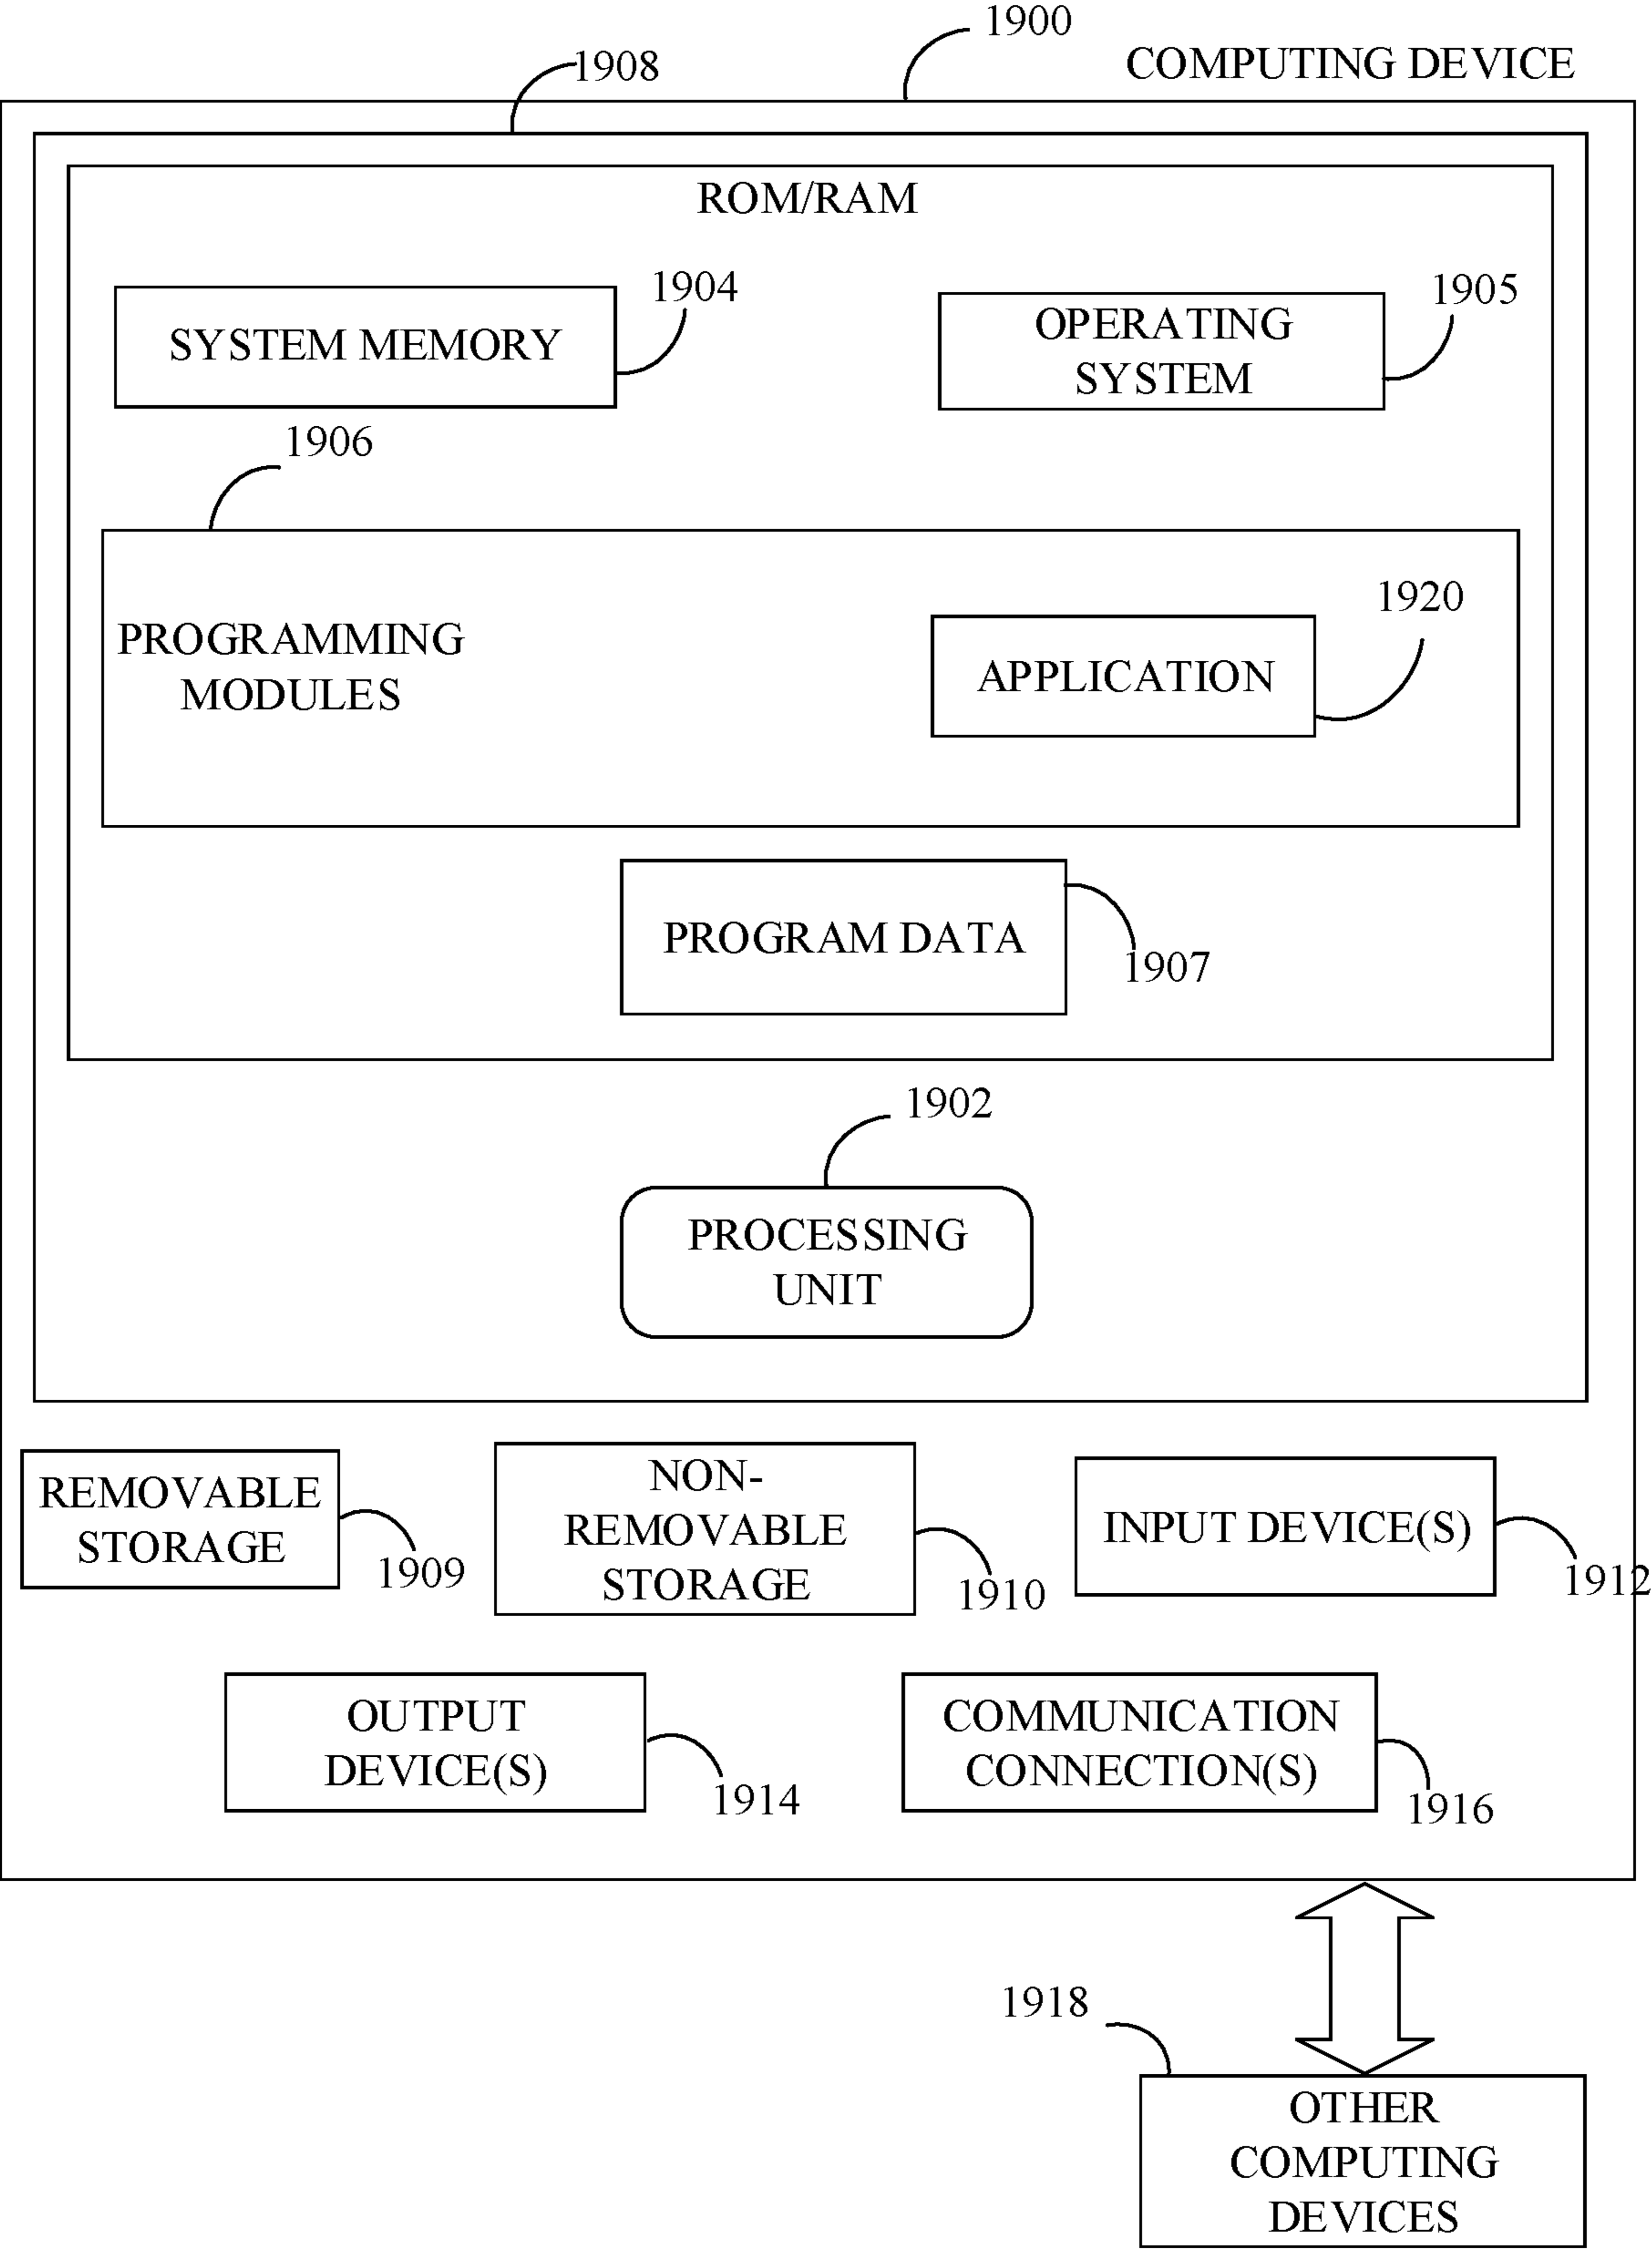 1900
COMPUTING DEVICE
1908
ROM/RAM
SYSTEM MEMORY
1904
OPERATING
SYSTEM
1905
1906
PROGRAMMING
MODULES
APPLICATION
1920
PROGRAM DATA
1907
1902
PROCESSING
UNIT
REMOVABLE
STORAGE
1909
NON-
REMOVABLE
STORAGE
1910
INPUT DEVICE(S)
1912
OUTPUT
DEVICE(S)
1914
COMMUNICATION
CONNECTION(S)
1916
1918
OTHER
COMPUTING
DEVICES